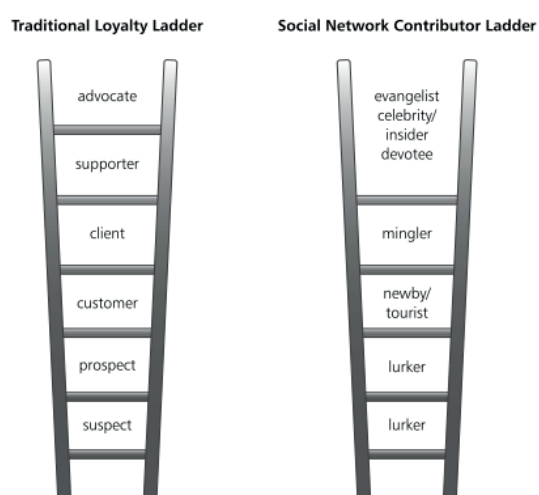 Traditional Loyalty Ladder
advocate
supporter
client
customer
prospect
suspect
Social Network Contributor Ladder
evangelist
celebrity/
insider
devotee
mingler
newby/
tourist
lurker
lurker